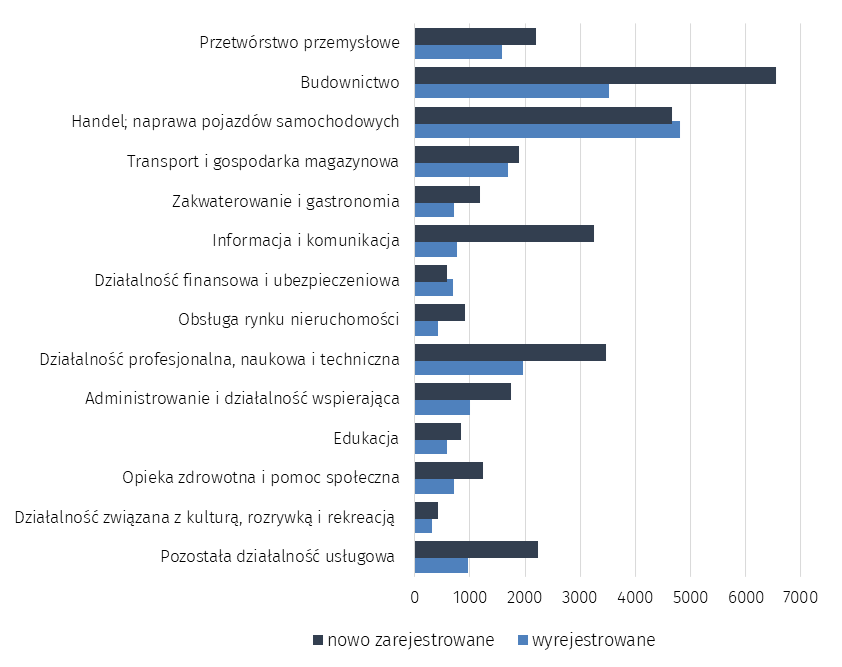 Przetwórstwo przemysłowe
Budownictwo
Handel; naprawa pojazdów samochodowych
Transport i gospodarka magazynowa
Zakwaterowanie i gastronomia
Informacja i komunikacja
Działalność finansowa i ubezpieczeniowa
Obsługa rynku nieruchomości
Działalność profesjonalna, naukowa i techniczna
Administrowanie i działalność wspierająca
Edukacja
Opieka zdrowotna i pomoc społeczna
Działalność związana z kulturą, rozrywką i rekreacją
Pozostała działalność usługowa
0 1000 2000 3000 4000 5000 6000 7000
nowo zarejestrowane wyrejestrowane